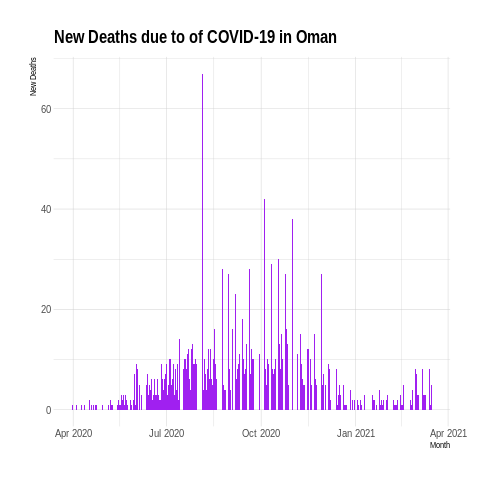 New Deaths due to of COVID-19 in Oman
New Deaths
60
40
20
0
Apr 2020 Jul 2020 Oct 2020 Jan 2021 Apr 2021
Month